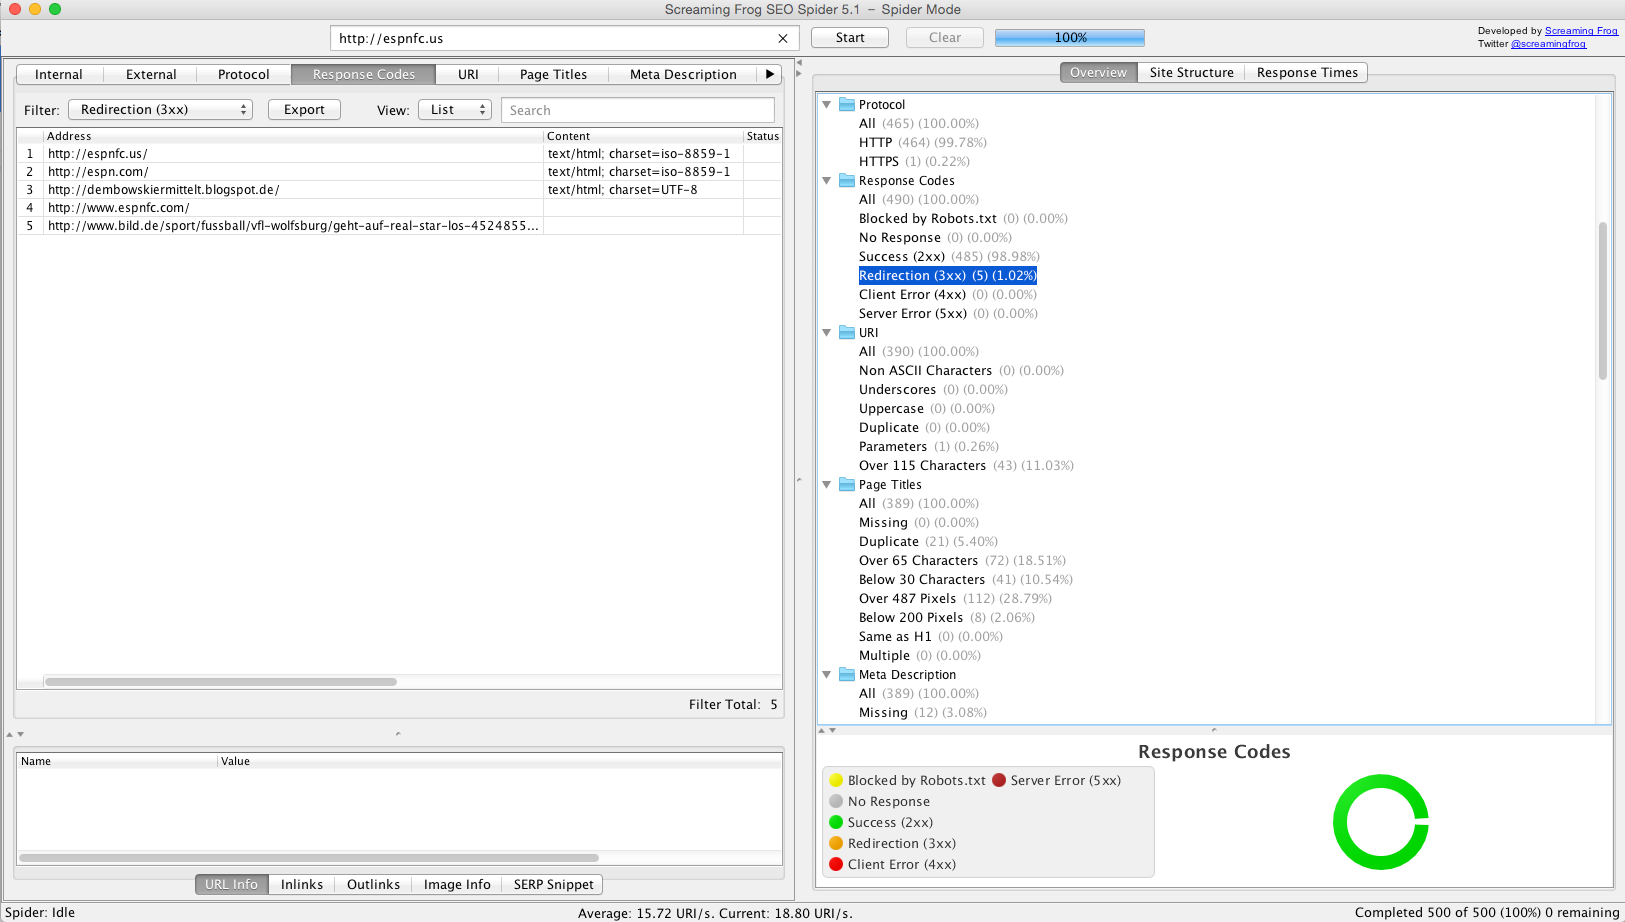 Screaming Frog SEO Spider 5.1 – Spider Mode
http://espnfc.us
Start
Clear
100%
Developed by Screaming Frog
Twitter @screamingfrog
Internal External Protocol Response Codes URI Page Titles Meta Description
Filter: Redirection (3xx) Export View: List Search
Address Content Status
1 http://espnfc.us/ text/html; charset=iso-8859-1
2 http://espn.com/ text/html; charset=iso-8859-1
3 http://dembowskiermittelt.blogspot.de/ text/html; charset=UTF-8
4 http://www.espnfc.com/
5 http://www.bild.de/sport/fussball/vfl-wolfsburg/geht-auf-real-star-los-4524855...
Filter Total: 5
Name Value
URL Info Inlinks Outlinks Image Info SERP Snippet
Overview Site Structure Response Times
Protocol
All (465) (100.00%)
HTTP (464) (99.78%)
HTTPS (1) (0.22%)
Response Codes
All (490) (100.00%)
Blocked by Robots.txt (0) (0.00%)
No Response (0) (0.00%)
Success (2xx) (485) (98.98%)
Redirection (3xx) (5) (1.02%)
Client Error (4xx) (0) (0.00%)
Server Error (5xx) (0) (0.00%)
URI
All (390) (100.00%)
Non ASCII Characters (0) (0.00%)
Underscores (0) (0.00%)
Uppercase (0) (0.00%)
Duplicate (0) (0.00%)
Parameters (1) (0.26%)
Over 115 Characters (43) (11.03%)
Page Titles
All (389) (100.00%)
Missing (0) (0.00%)
Duplicate (21) (5.40%)
Over 65 Characters (72) (18.51%)
Below 30 Characters (41) (10.54%)
Over 487 Pixels (112) (28.79%)
Below 200 Pixels (8) (2.06%)
Same as H1 (0) (0.00%)
Multiple (0) (0.00%)
Meta Description
All (389) (100.00%)
Missing (12) (3.08%)
Response Codes
Blocked by Robots.txt Server Error (5xx)
No Response
Success (2xx)
Redirection (3xx)
Client Error (4xx)
Spider: Idle
Average: 15.72 URI/s. Current: 18.80 URI/s.
Completed 500 of 500 (100%) 0 remaining